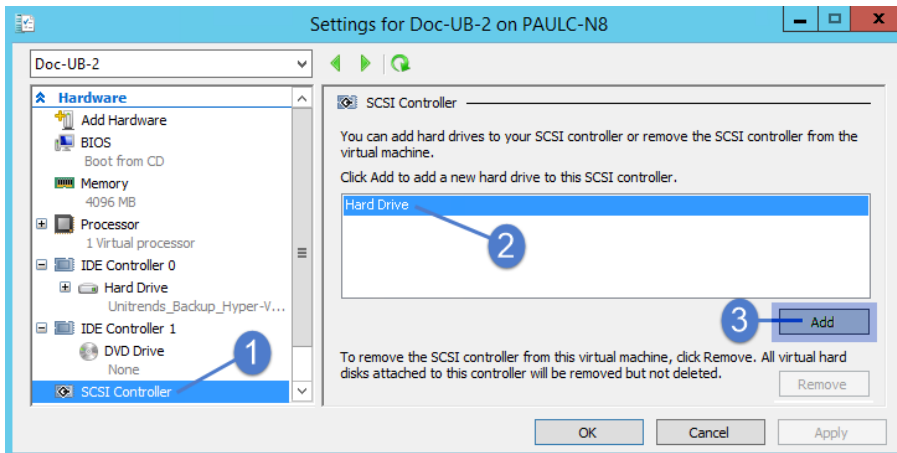 Settings for Doc-UB-2 on PAULC-N8
Doc-UB-2
Hardware
Add Hardware
BIOS
Boot from CD
Memory
4096 MB
Processor
1 Virtual processor
IDE Controller 0
Hard Drive
Unitrends_Backup_Hyper-V...
IDE Controller 1
DVD Drive
None
1
SCSI Controller
SCSI Controller
You can add hard drives to your SCSI controller or remove the SCSI controller from the
virtual machine.
Click Add to add a new hard drive to this SCSI controller.
Hard Drive
2
3
Add
To remove the SCSI controller from this virtual machine, click Remove. All virtual hard
disks attached to this controller will be removed but not deleted.
Remove
OK
Cancel
Apply